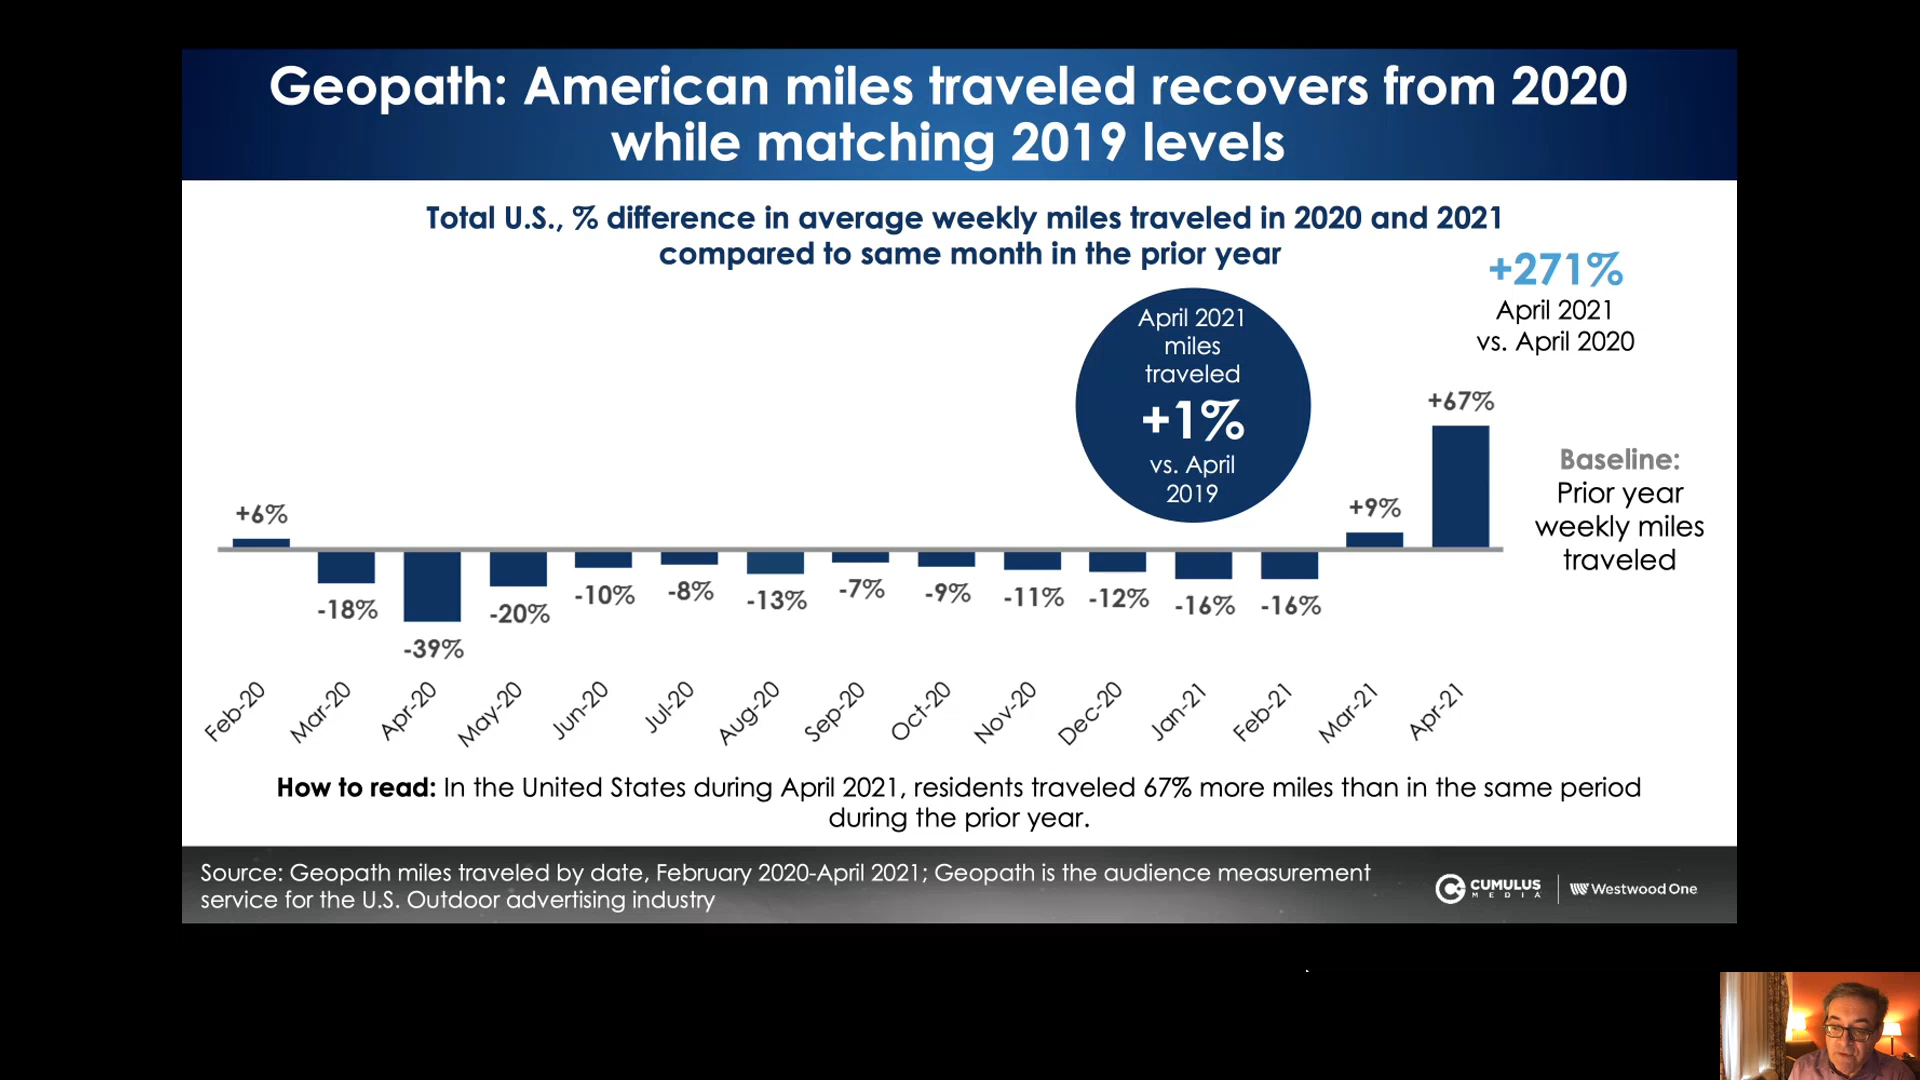 Geopath: American miles traveled recovers from 2020
while matching 2019 levels
Total U.S., % difference in average weekly miles traveled in 2020 and 2021
compared to same month in the prior year
+271%
April 2021
vs. April 2020
April 2021
miles
traveled
+1%
vs. April
2019
+6%
-18%
-39%
-20%
-10%
-8%
-13%
-7%
-9%
-11%
-12%
-16%
-16%
+9%
+67%
Baseline:
Prior year
weekly miles
traveled
Feb-20
Mar-20
Apr-20
May-20
Jun-20
Jul-20
Aug-20
Sep-20
Oct-20
Nov-20
Dec-20
Jan-21
Feb-21
Mar-21
Apr-21
How to read: In the United States during April 2021, residents traveled 67% more miles than in the same period
during the prior year.
Source: Geopath miles traveled by date, February 2020-April 2021; Geopath is the audience measurement
service for the U.S. Outdoor advertising industry
CUMULUS
MEDIA
Westwood One